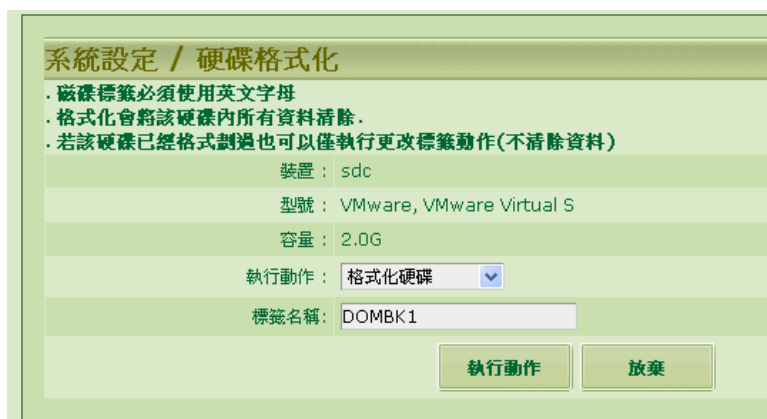 系統設定 / 硬碟格式化
. 磁碟標籤必須使用英文字母
. 格式化會將該硬碟內所有資料清除.
. 若該硬碟已經格式劃過也可以僅執行更改標籤動作(不清除資料)
裝置： sdc
型號： VMware, VMware Virtual S
容量： 2.0G
執行動作： 格式化硬碟
標籤名稱: DOMBK1
執行動作 放棄